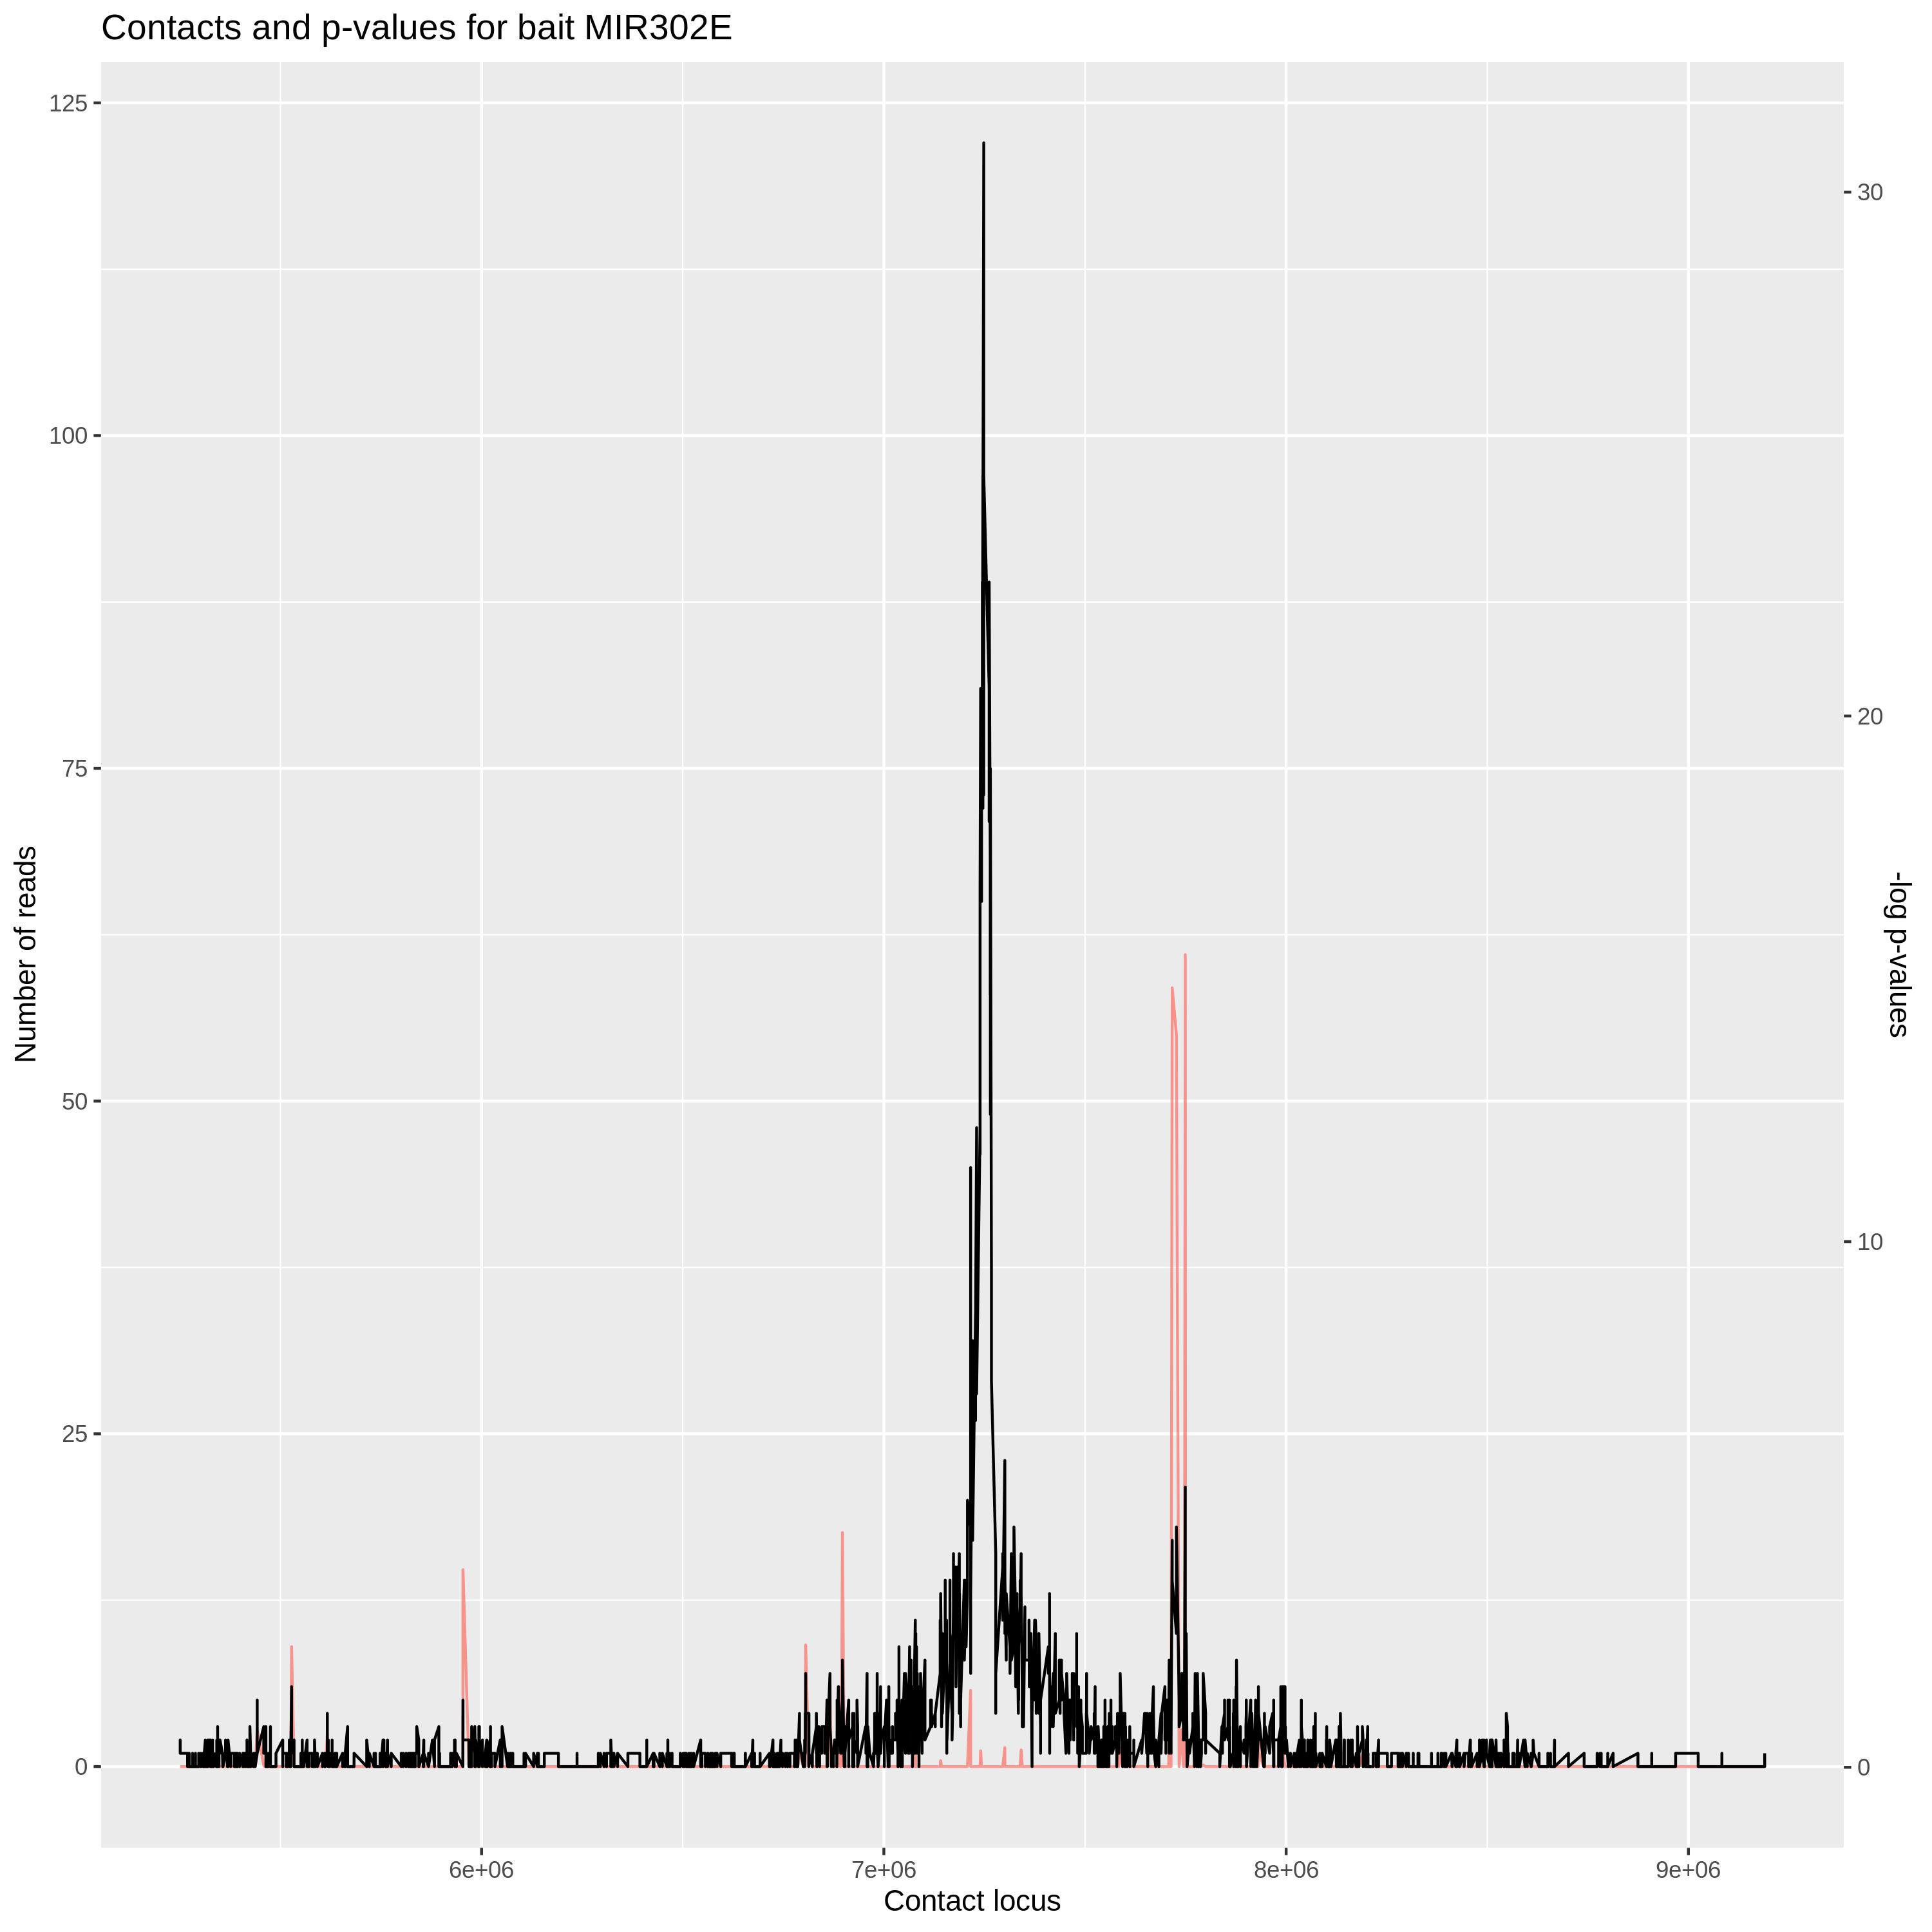 Contacts and p-values for bait MIR302E
125
100
75
50
25
0
Number of reads
30
20
10
0
-log p-values
6e+06
7e+06
8e+06
9e+06
Contact locus